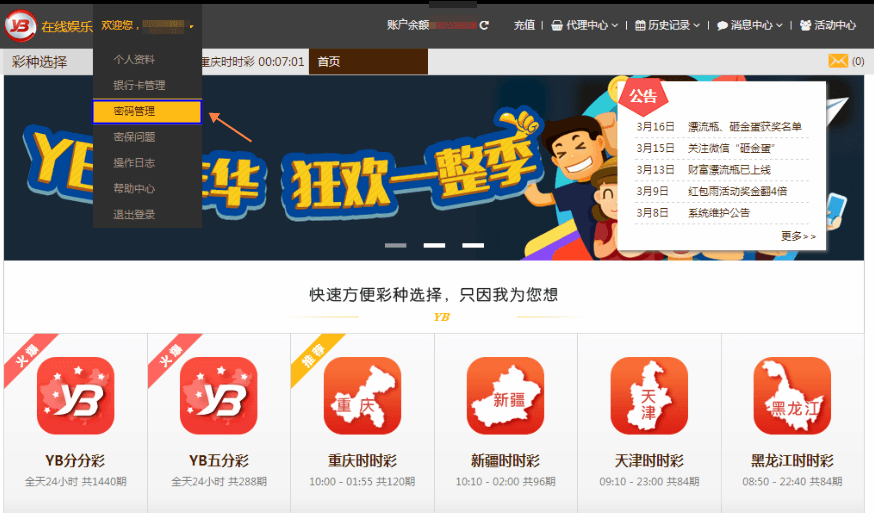 YB 在线娱乐 欢迎您, 账户余额 充值 代理中心 历史记录 消息中心 活动中心
彩种选择 重庆时时彩 00:07:01 首页 (0)
个人资料
银行卡管理
密码管理
密保问题
操作日志
帮助中心
退出登录
YB 华 狂欢一整季
公告
3月16日 漂流瓶、砸金蛋获奖名单
3月15日 关注微信“砸金蛋”
3月13日 财富漂流瓶已上线
3月9日 红包雨活动奖金翻4倍
3月8日 系统维护公告
更多>>
快速方便彩种选择,只因我为您想
YB
火爆 火爆 推荐
YB YB 重庆 新疆 天津 黑龙江
YB分分彩 YB五分彩 重庆时时彩 新疆时时彩 天津时时彩 黑龙江时时彩
全天24小时 共1440期 全天24小时 共288期 10:00 - 01:55 共120期 10:10 - 02:00 共96期 09:10 - 23:00 共84期 08:50 - 22:40 共84期